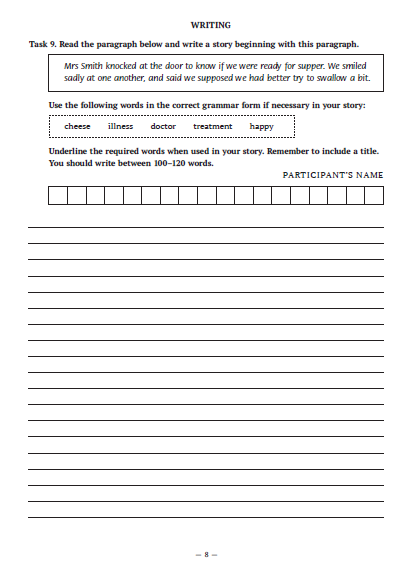 WRITING
Task 9. Read the paragraph below and write a story beginning with this paragraph.
Mrs Smith knocked at the door to know if we were ready for supper. We smiled
sadly at one another, and said we supposed we had better try to swallow a bit.
Use the following words in the correct grammar form if necessary in your story:
cheese illness doctor treatment happy
Underline the required words when used in your story. Remember to include a title.
You should write between 100–120 words.
PARTICIPANT'S NAME
— 8 —